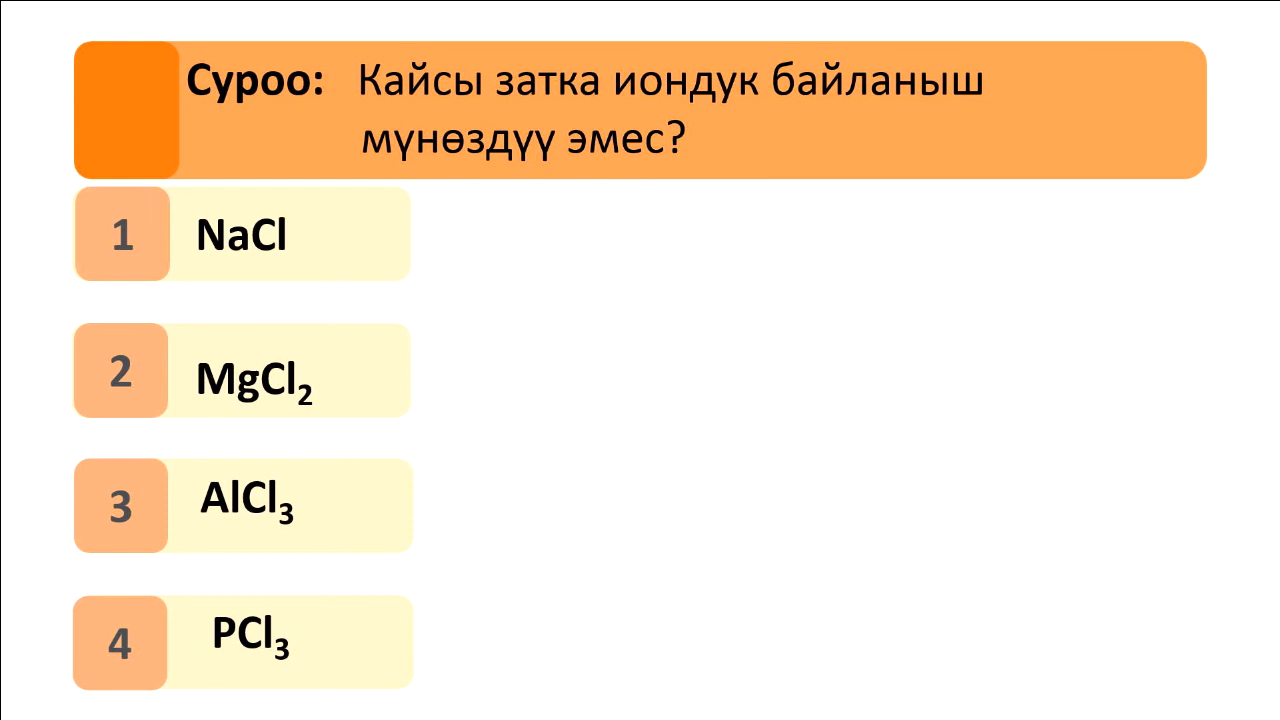 Суроо: Кайсы затка иондук байланыш
мүнөздүү эмес?
1 NaCl
2 MgCl₂
3 AlCl₃
4 PCl₃